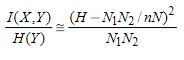 I(X,Y)/H(Y) ≅ (H − N₁N₂ / nN)² / N₁N₂